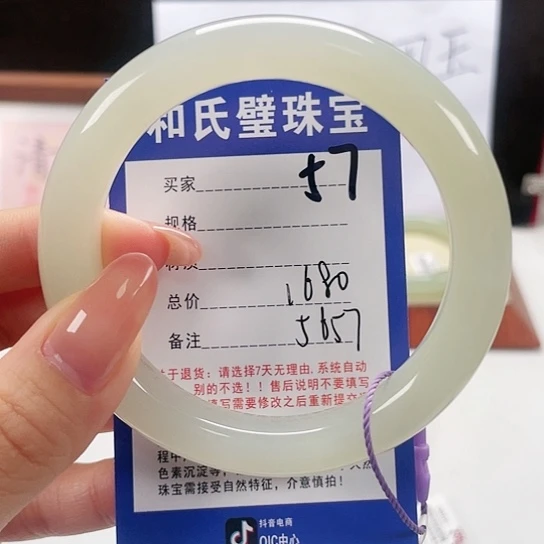 和氏璧珠宝
买家 57
规格
材质
总价 1680
备注 5657
于退货：请选择7天无理由,系统自动
别的不选！！售后说明不要填写
填写需要修改之后重新提交
色素沉淀等，
珠宝需接受自然特征，介意慎拍！
抖音电商
QIC中心